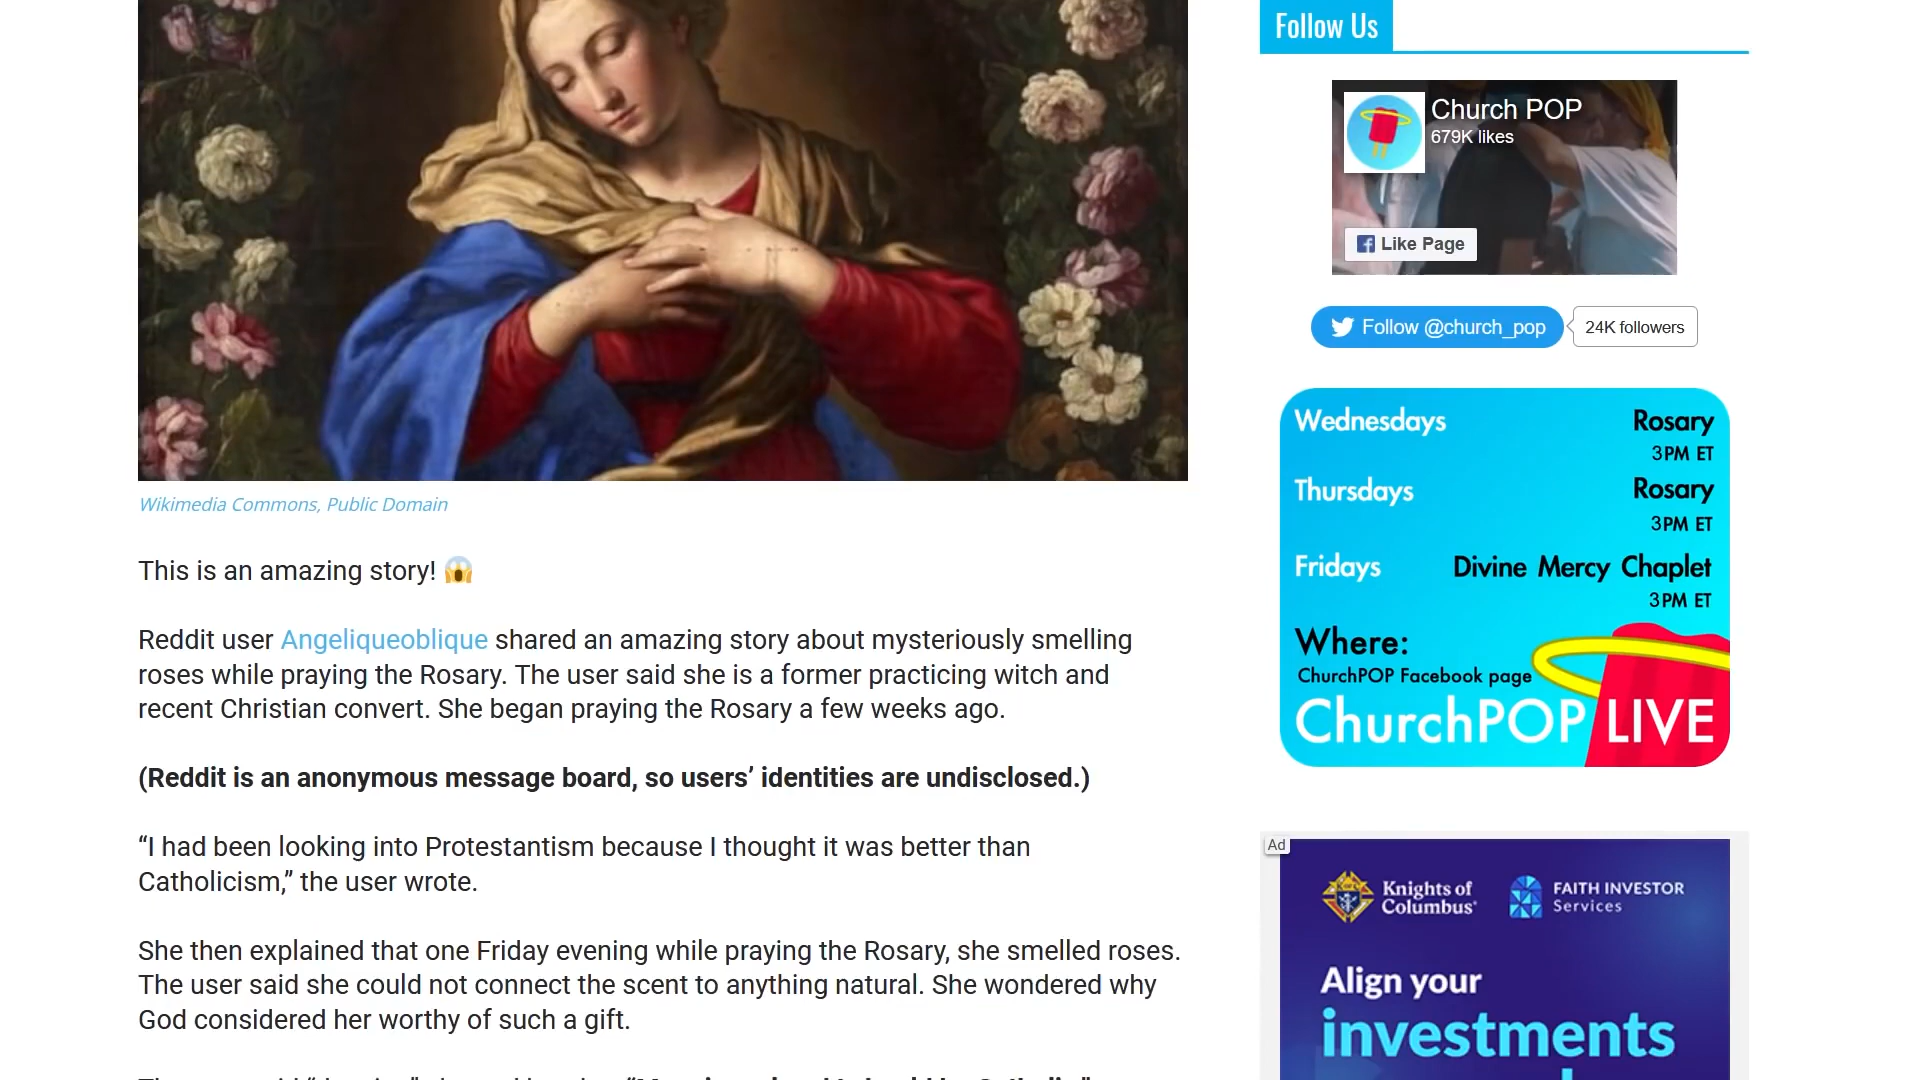 Follow Us
Church POP
679K likes
Like Page
Follow @church_pop
24K followers
Wednesdays Rosary
3PM ET
Thursdays Rosary
3PM ET
Fridays Divine Mercy Chaplet
3PM ET
Where:
ChurchPOP Facebook page
ChurchPOP LIVE
Ad
Knights of
Columbus
FAITH INVESTOR
Services
Align your
investments
Wikimedia Commons, Public Domain
This is an amazing story! 😱
Reddit user Angeliqueoblique shared an amazing story about mysteriously smelling
roses while praying the Rosary. The user said she is a former practicing witch and
recent Christian convert. She began praying the Rosary a few weeks ago.
(Reddit is an anonymous message board, so users’ identities are undisclosed.)
“I had been looking into Protestantism because I thought it was better than
Catholicism,” the user wrote.
She then explained that one Friday evening while praying the Rosary, she smelled roses.
The user said she could not connect the scent to anything natural. She wondered why
God considered her worthy of such a gift.